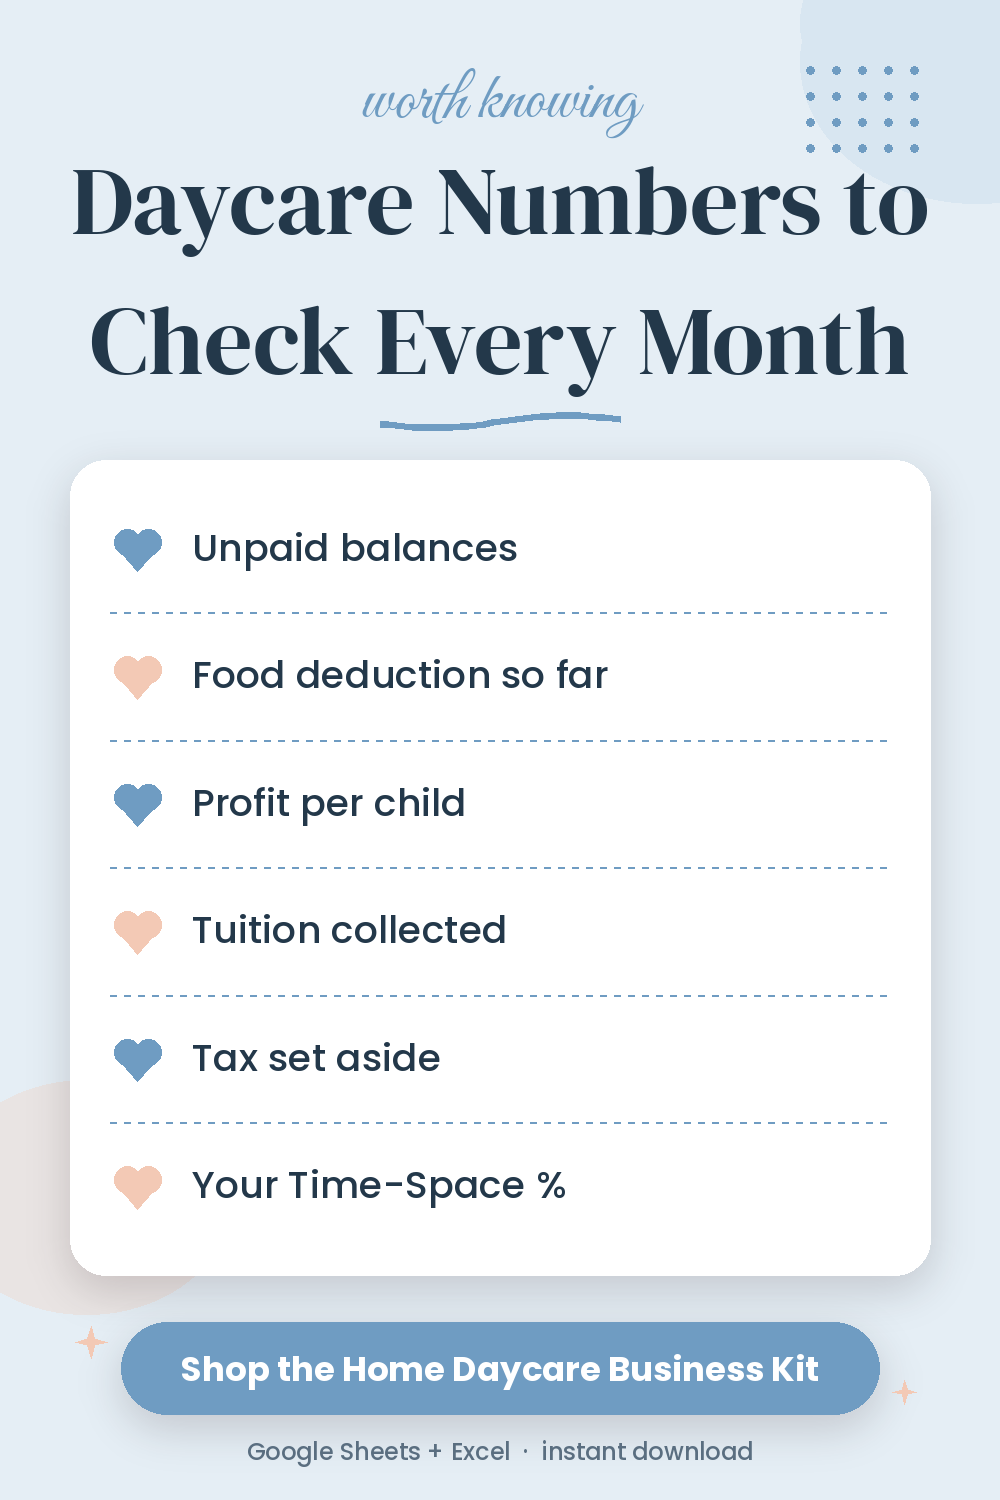 worth knowing
Daycare Numbers to
Check Every Month
Unpaid balances
Food deduction so far
Profit per child
Tuition collected
Tax set aside
Your Time-Space %
Shop the Home Daycare Business Kit
Google Sheets + Excel · instant download